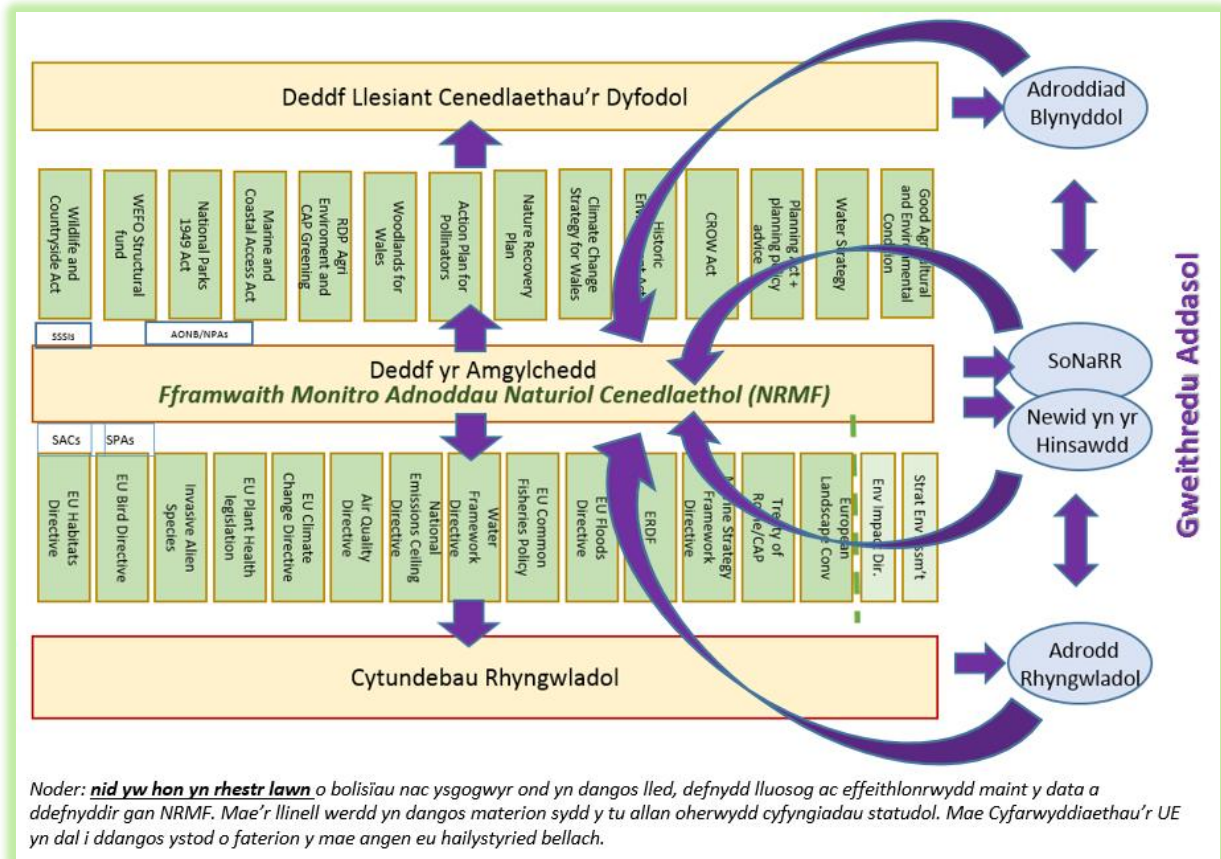 Deddf Llesiant Cenedlaethau'r Dyfodol
Adroddiad
Blynyddol
Wildlife and
Countryside Act
WEFO Structural
fund
National Parks
1949 Act
Marine and
Coastal Access Act
RDP Agri
Enviroment and
CAP Greening
Woodlands for
Wales
Action Plan for
Pollinators
Nature Recovery
Plan
Climate Change
Strategy for Wales
Historic
Act
CROW Act
Planning Act +
planning policy
advice
Water Strategy
Good Agricultural
and Environmental
Condition
SSSIs
AONB/NPAs
Deddf yr Amgylchedd
Fframwaith Monitro Adnoddau Naturiol Cenedlaethol (NRMF)
SoNaRR
Newid yn yr
Hinsawdd
Gweithredu Addasol
SACs
SPAs
EU Habitats
Directive
EU Bird Directive
Invasive Alien
Species
EU Plant Health
legislation
EU Climate
Change Directive
Air Quality
Directive
National
Emissions Ceiling
Directive
Water
Framework
Directive
EU Common
Fisheries Policy
EU Floods
Directive
ERDF
Strategy
Framework
Directive
Treaty of
Rome/CAP
European
Landscape Conv
Env Impact Dir.
Strat Env
Cytundebau Rhyngwladol
Adrodd
Rhyngwladol
Noder: nid yw hon yn rhestr lawn o bolisïau nac ysgogwyr ond yn dangos lled, defnydd lluosog ac effeithlonrwydd maint y data a
ddefnyddir gan NRMF. Mae'r llinell werdd yn dangos materion sydd y tu allan oherwydd cyfyngiadau statudol. Mae Cyfarwyddiaethau'r UE
yn dal i ddangos ystod o faterion y mae angen eu hailystyried bellach.